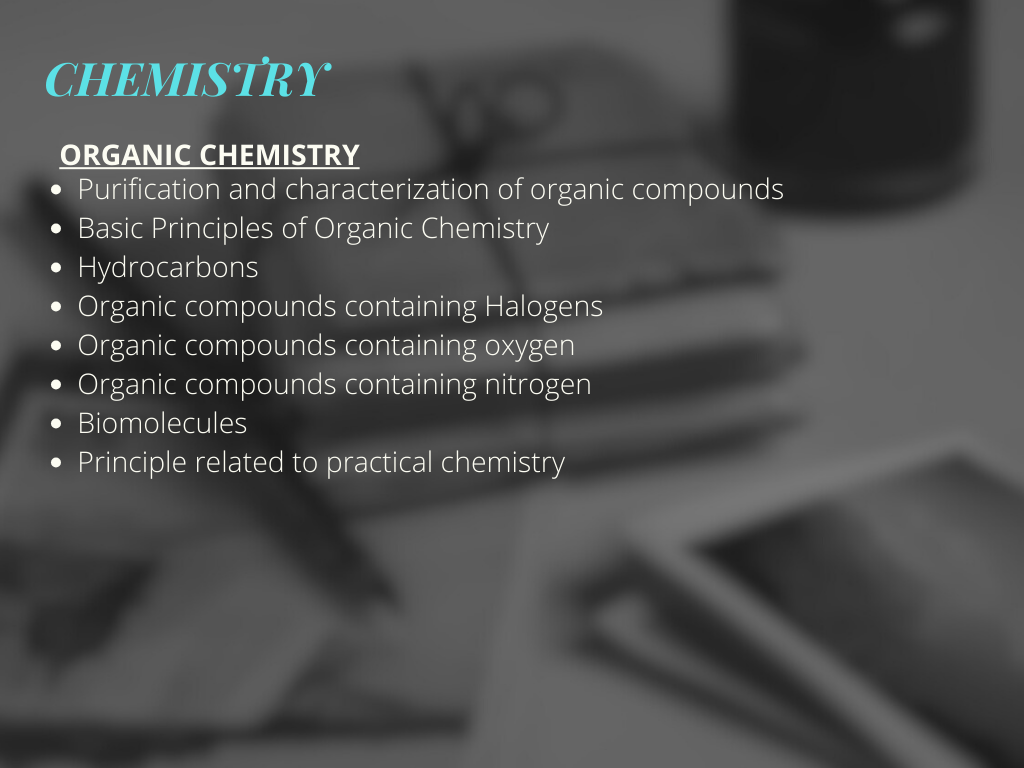 CHEMISTRY
ORGANIC CHEMISTRY
• Purification and characterization of organic compounds
• Basic Principles of Organic Chemistry
• Hydrocarbons
• Organic compounds containing Halogens
• Organic compounds containing oxygen
• Organic compounds containing nitrogen
• Biomolecules
• Principle related to practical chemistry